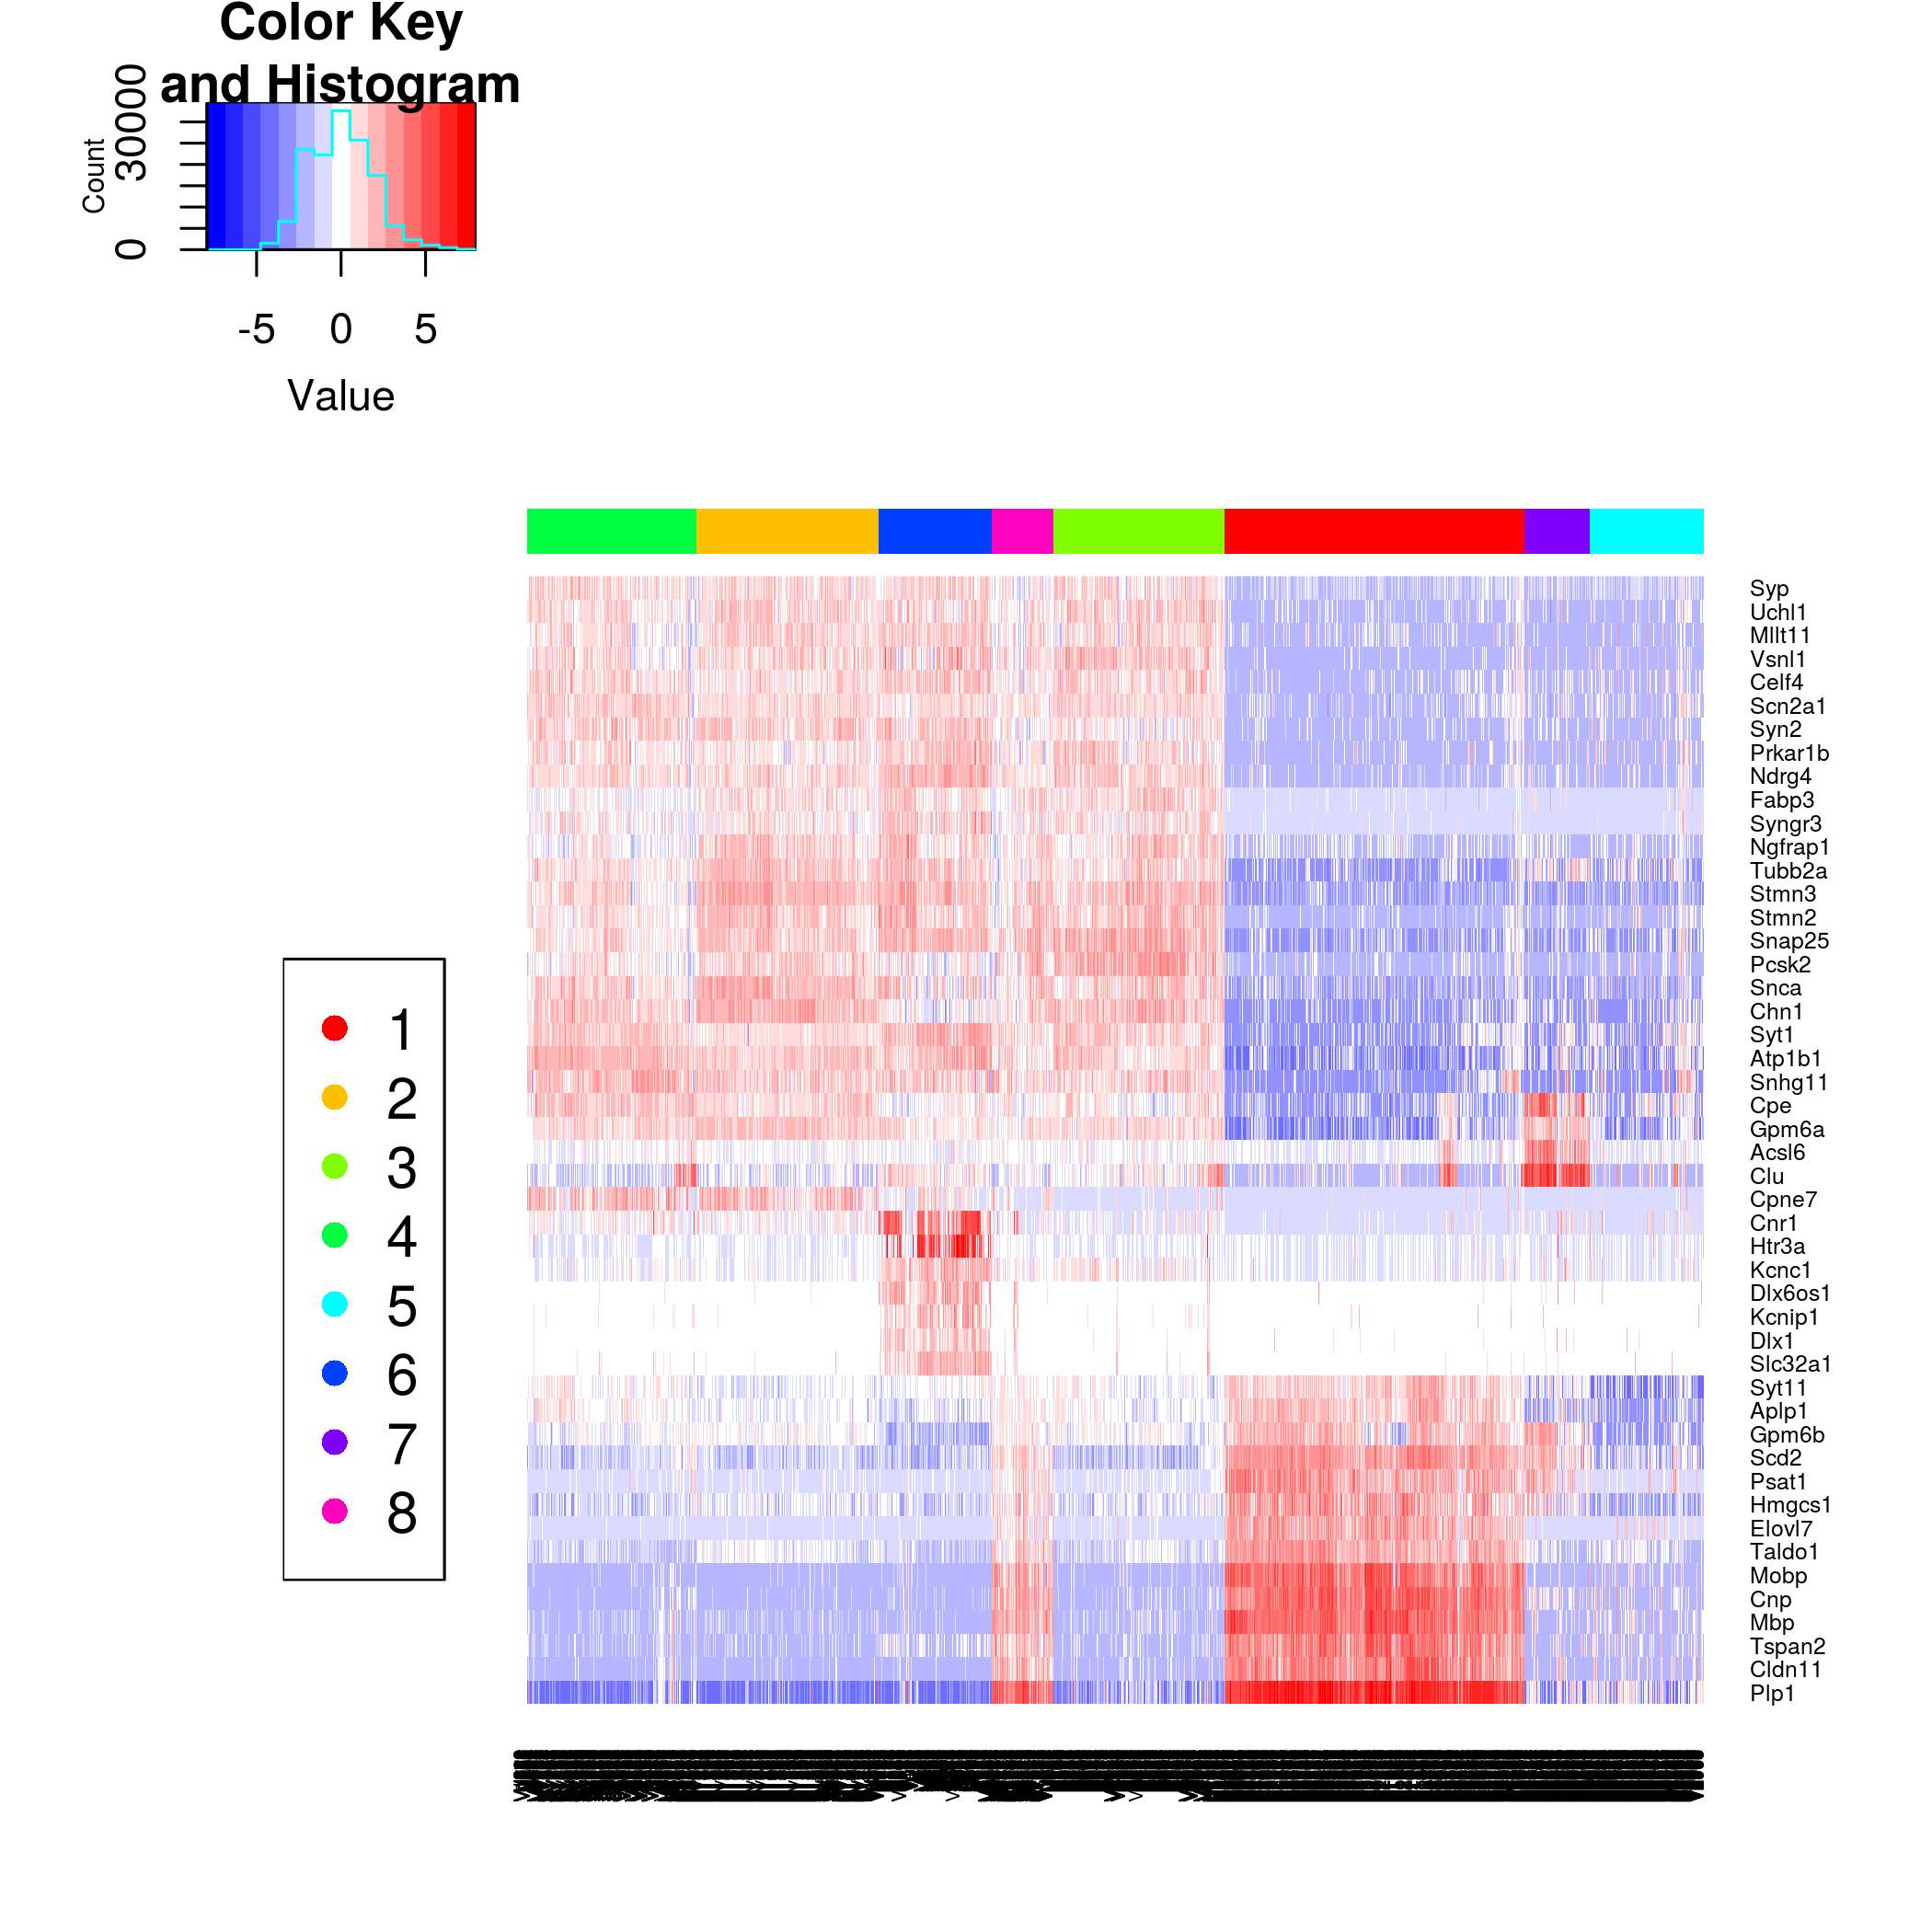 Color Key
and Histogram
Count
0
300000
-5 0 5
Value
Syp
Uchl1
Mllt11
Vsnl1
Celf4
Scn2a1
Syn2
Prkar1b
Ndrg4
Fabp3
Syngr3
Ngfrap1
Tubb2a
Stmn3
Stmn2
Snap25
Pcsk2
Snca
Chn1
Syt1
Atp1b1
Snhg11
Cpe
Gpm6a
Acsl6
Clu
Cpne7
Cnr1
Htr3a
Kcnc1
Dlx6os1
Kcnip1
Dlx1
Slc32a1
Syt11
Aplp1
Gpm6b
Scd2
Psat1
Hmgcs1
Elovl7
Taldo1
Mobp
Cnp
Mbp
Tspan2
Cldn11
Plp1
1
2
3
4
5
6
7
8